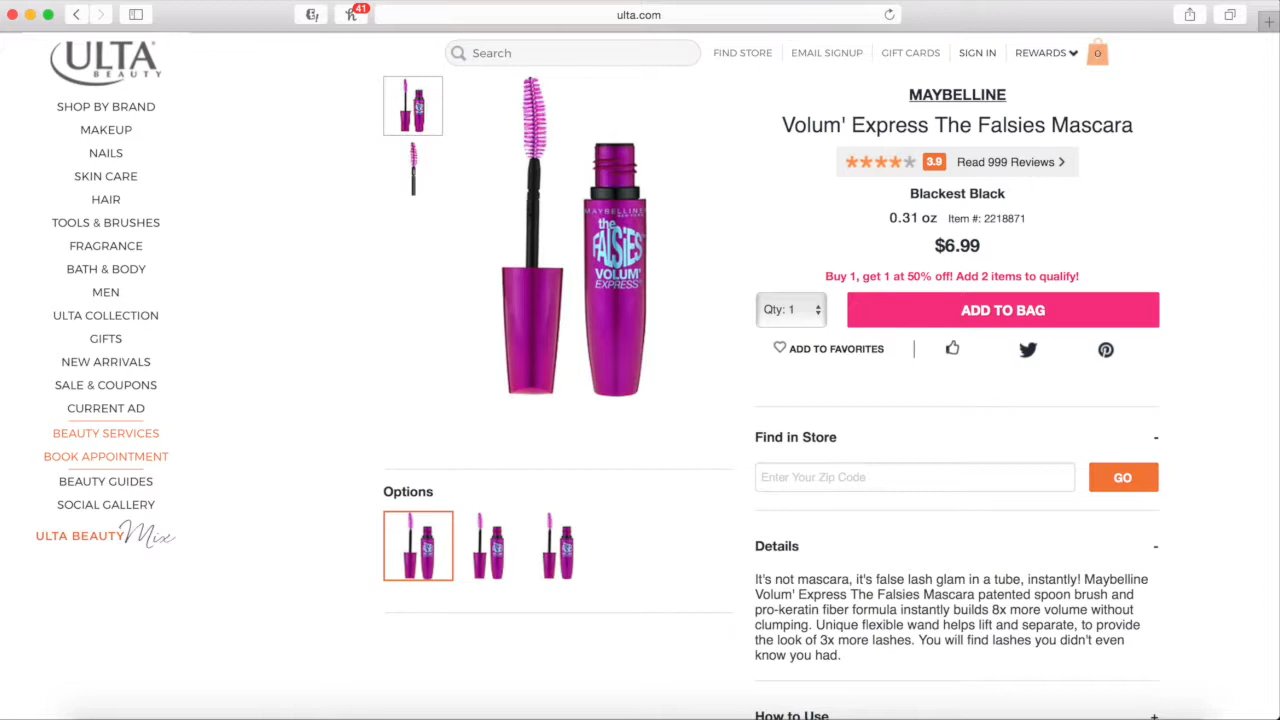 41
ulta.com
ULTA
BEAUTY
Search
FIND STORE
EMAIL SIGNUP
GIFT CARDS
SIGN IN
REWARDS
0
SHOP BY BRAND
MAKEUP
NAILS
SKIN CARE
HAIR
TOOLS & BRUSHES
FRAGRANCE
BATH & BODY
MEN
ULTA COLLECTION
GIFTS
NEW ARRIVALS
SALE & COUPONS
CURRENT AD
BEAUTY SERVICES
BOOK APPOINTMENT
BEAUTY GUIDES
SOCIAL GALLERY
ULTA BEAUTY Mix
MAYBELLINE
NEW YORK
the
FALSIES
VOLUM'
EXPRESS
Options
MAYBELLINE
Volum' Express The Falsies Mascara
3.9 Read 999 Reviews
Blackest Black
0.31 oz Item #: 2218871
$6.99
Buy 1, get 1 at 50% off! Add 2 items to qualify!
Qty: 1
ADD TO BAG
ADD TO FAVORITES
Find in Store -
Enter Your Zip Code
GO
Details -
It's not mascara, it's false lash glam in a tube, instantly! Maybelline
Volum' Express The Falsies Mascara patented spoon brush and
pro-keratin fiber formula instantly builds 8x more volume without
clumping. Unique flexible wand helps lift and separate, to provide
the look of 3x more lashes. You will find lashes you didn't even
know you had.
How to Use +